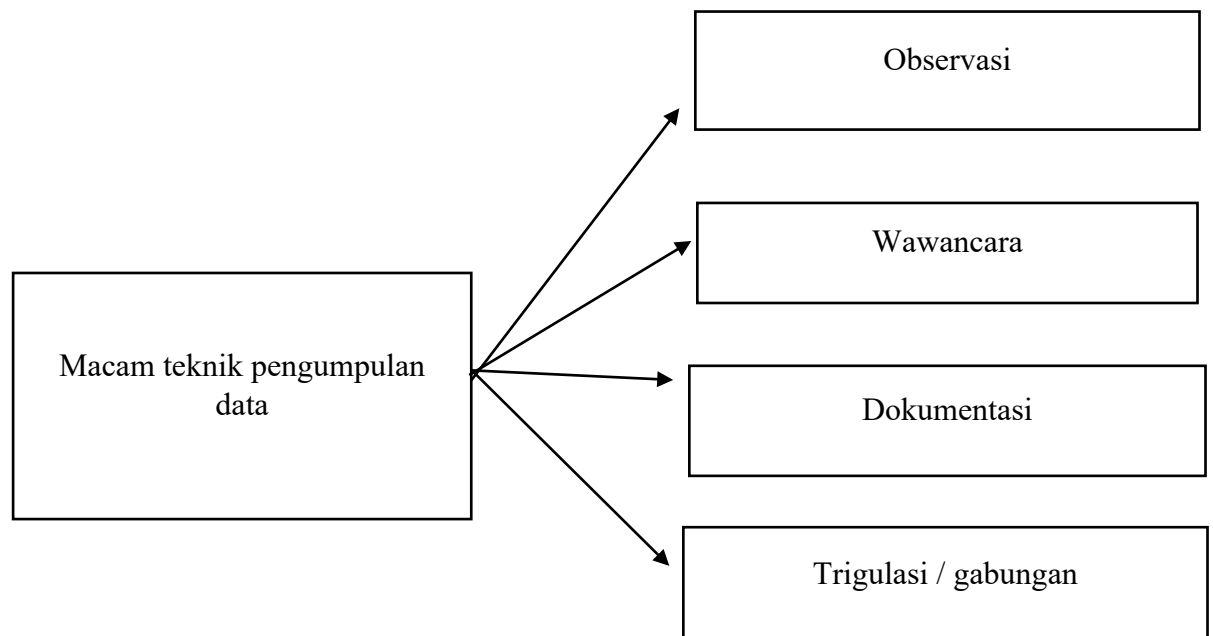 Observasi
Wawancara
Macam teknik pengumpulan
data
Dokumentasi
Trigulasi / gabungan